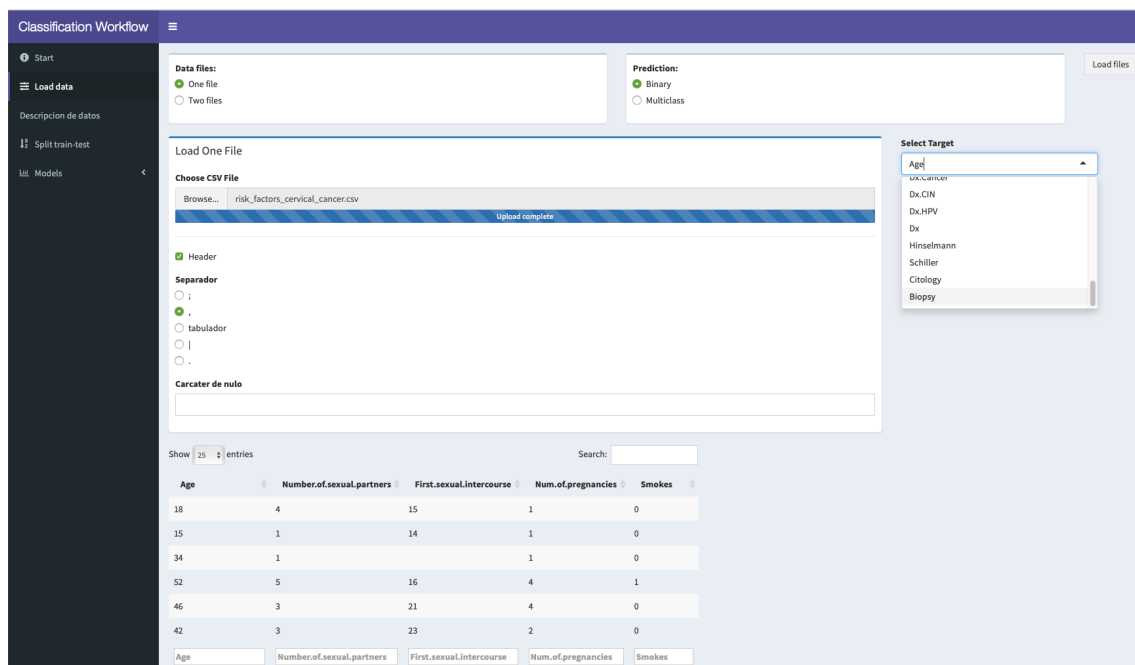 Classification Workflow
Start
Load data
Descripcion de datos
Split train-test
Models
Data files:
One file
Two files
Prediction:
Binary
Multiclass
Load files
Load One File
Choose CSV File
Browse... risk_factors_cervical_cancer.csv
Upload complete
Header
Separador
;
,
tabulador
|
.
Carcater de nulo
Select Target
Age
Dx.Cancer
Dx.CIN
Dx.HPV
Dx
Hinselmann
Schiller
Citology
Biopsy
Show 25 entries
Search:
Age Number.of.sexual.partners First.sexual.intercourse Num.of.pregnancies Smokes
18 4 15 1 0
15 1 14 1 0
34 1 1 0
52 5 16 4 1
46 3 21 4 0
42 3 23 2 0
Age Number.of.sexual.partners First.sexual.intercourse Num.of.pregnancies Smokes